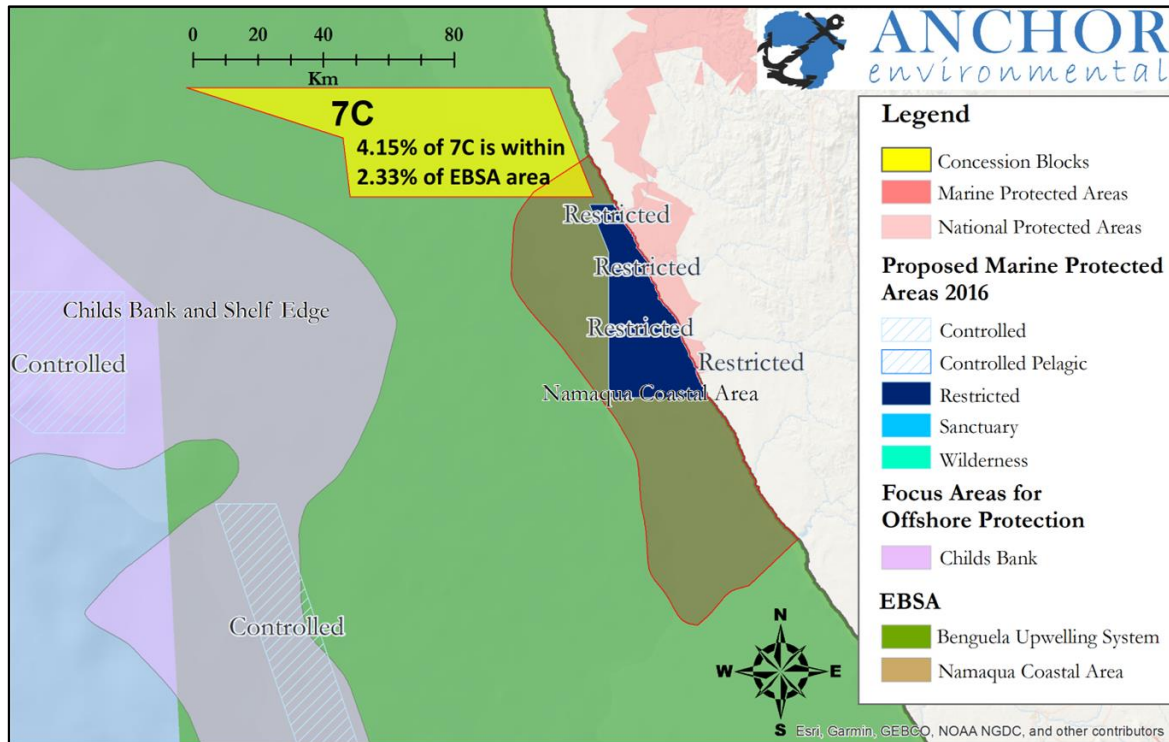 0 20 40 80
Km
ANCHOR
environmental
7C
4.15% of 7C is within
2.33% of EBSA area
Restricted
Restricted
Restricted
Restricted
Namaqua Coastal Area
Childs Bank and Shelf Edge
Controlled
Controlled
N
W E
S
Legend
Concession Blocks
Marine Protected Areas
National Protected Areas
Proposed Marine Protected
Areas 2016
Controlled
Controlled Pelagic
Restricted
Sanctuary
Wilderness
Focus Areas for
Offshore Protection
Childs Bank
EBSA
Benguela Upwelling System
Namaqua Coastal Area
Esri, Garmin, GEBCO, NOAA NGDC, and other contributors